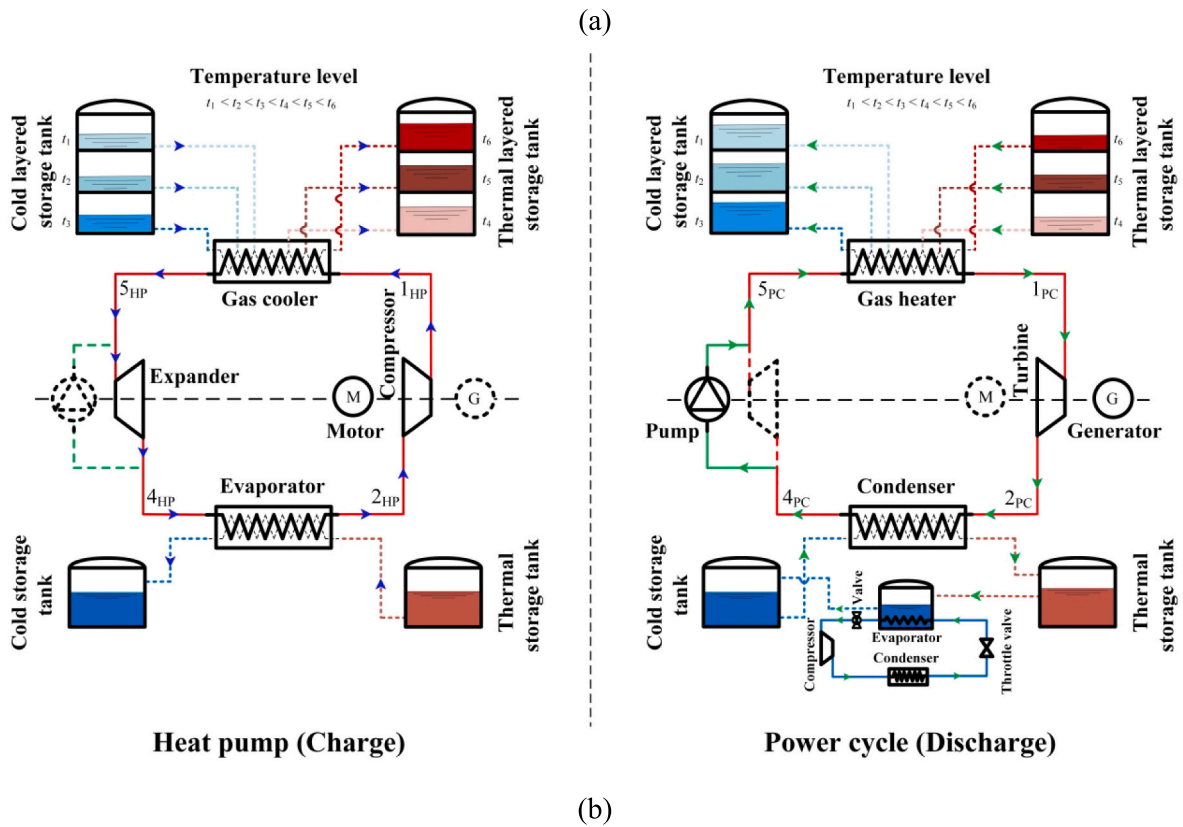 (a)
Temperature level
t1 < t2 < t3 < t4 < t5 < t6
Cold layered
storage tank
t1
t2
t3
t6
t5
t4
Thermal layered
storage tank
Gas cooler
5HP
1HP
Expander
M
Motor
Compressor
G
Evaporator
4HP
2HP
Cold storage
tank
Thermal
storage tank
Heat pump (Charge)
Temperature level
t1 < t2 < t3 < t4 < t5 < t6
Cold layered
storage tank
t1
t2
t3
t6
t5
t4
Thermal layered
storage tank
Gas heater
5PC
1PC
Pump
M
Turbine
G
Generator
Condenser
4PC
2PC
Cold storage
tank
Valve
Evaporator
Compressor
Condenser
Throttle valve
Thermal
storage tank
Power cycle (Discharge)
(b)